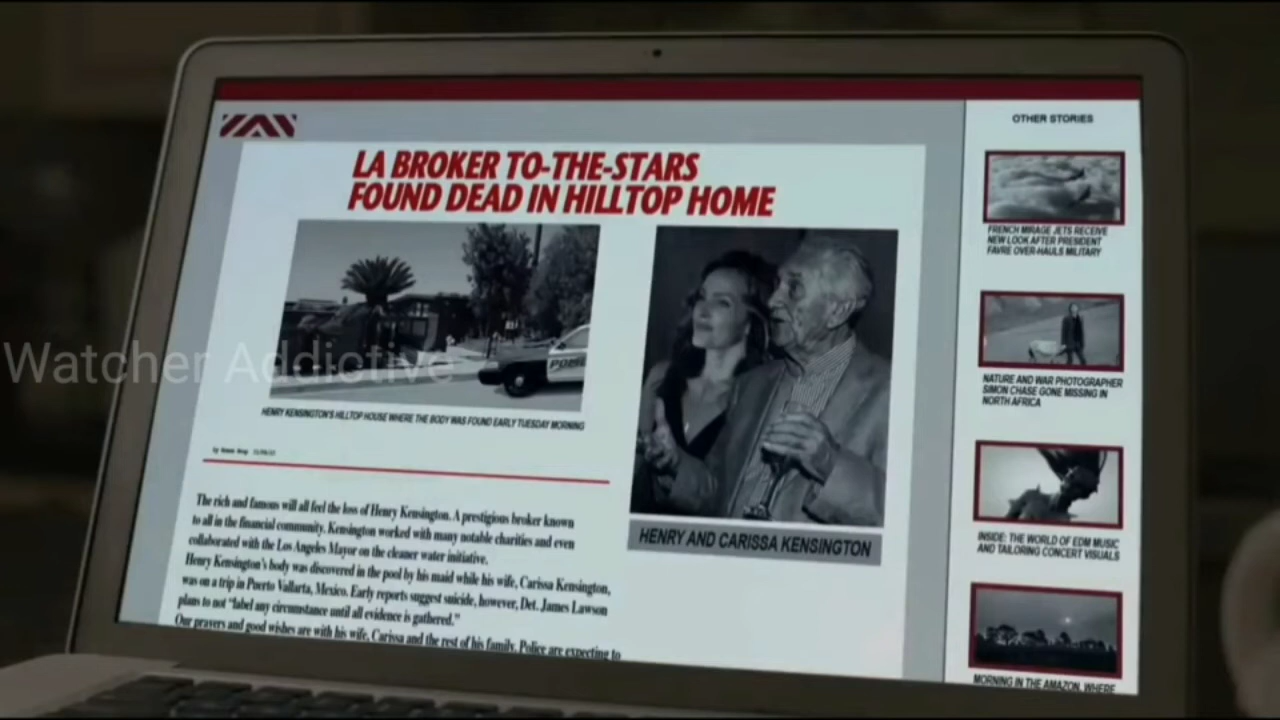 LA BROKER TO-THE-STARS
FOUND DEAD IN HILLTOP HOME
HENRY KENSINGTON'S HILLTOP HOUSE WHERE THE BODY WAS FOUND EARLY TUESDAY MORNING
POLICE
by
The rich and famous will all feel the loss of Henry Kensington. A prestigious broker known
to all in the financial community. Kensington worked with many notable charities and even
collaborated with the Los Angeles Mayor on the cleaner water initiative.
Henry Kensington's body was discovered in the pool by his maid while his wife, Carissa Kensington,
was on a trip in Puerto Vallarta, Mexico. Early reports suggest suicide, however, Det. James Lawson
plans to not "label any circumstance until all evidence is gathered."
Our prayers and good wishes are with his wife, Carissa and the rest of his family. Police are expecting to
HENRY AND CARISSA KENSINGTON
OTHER STORIES
FRENCH MIRAGE JETS RECEIVE
NEW LOOK AFTER PRESIDENT
FAVRE OVER-HAULS MILITARY
NATURE AND WAR PHOTOGRAPHER
SIMON CHASE GONE MISSING IN
NORTH AFRICA
INSIDE: THE WORLD OF EDM MUSIC
AND TAILORING CONCERT VISUALS
MORNING IN THE AMAZON, WHERE
Watcher Addictive